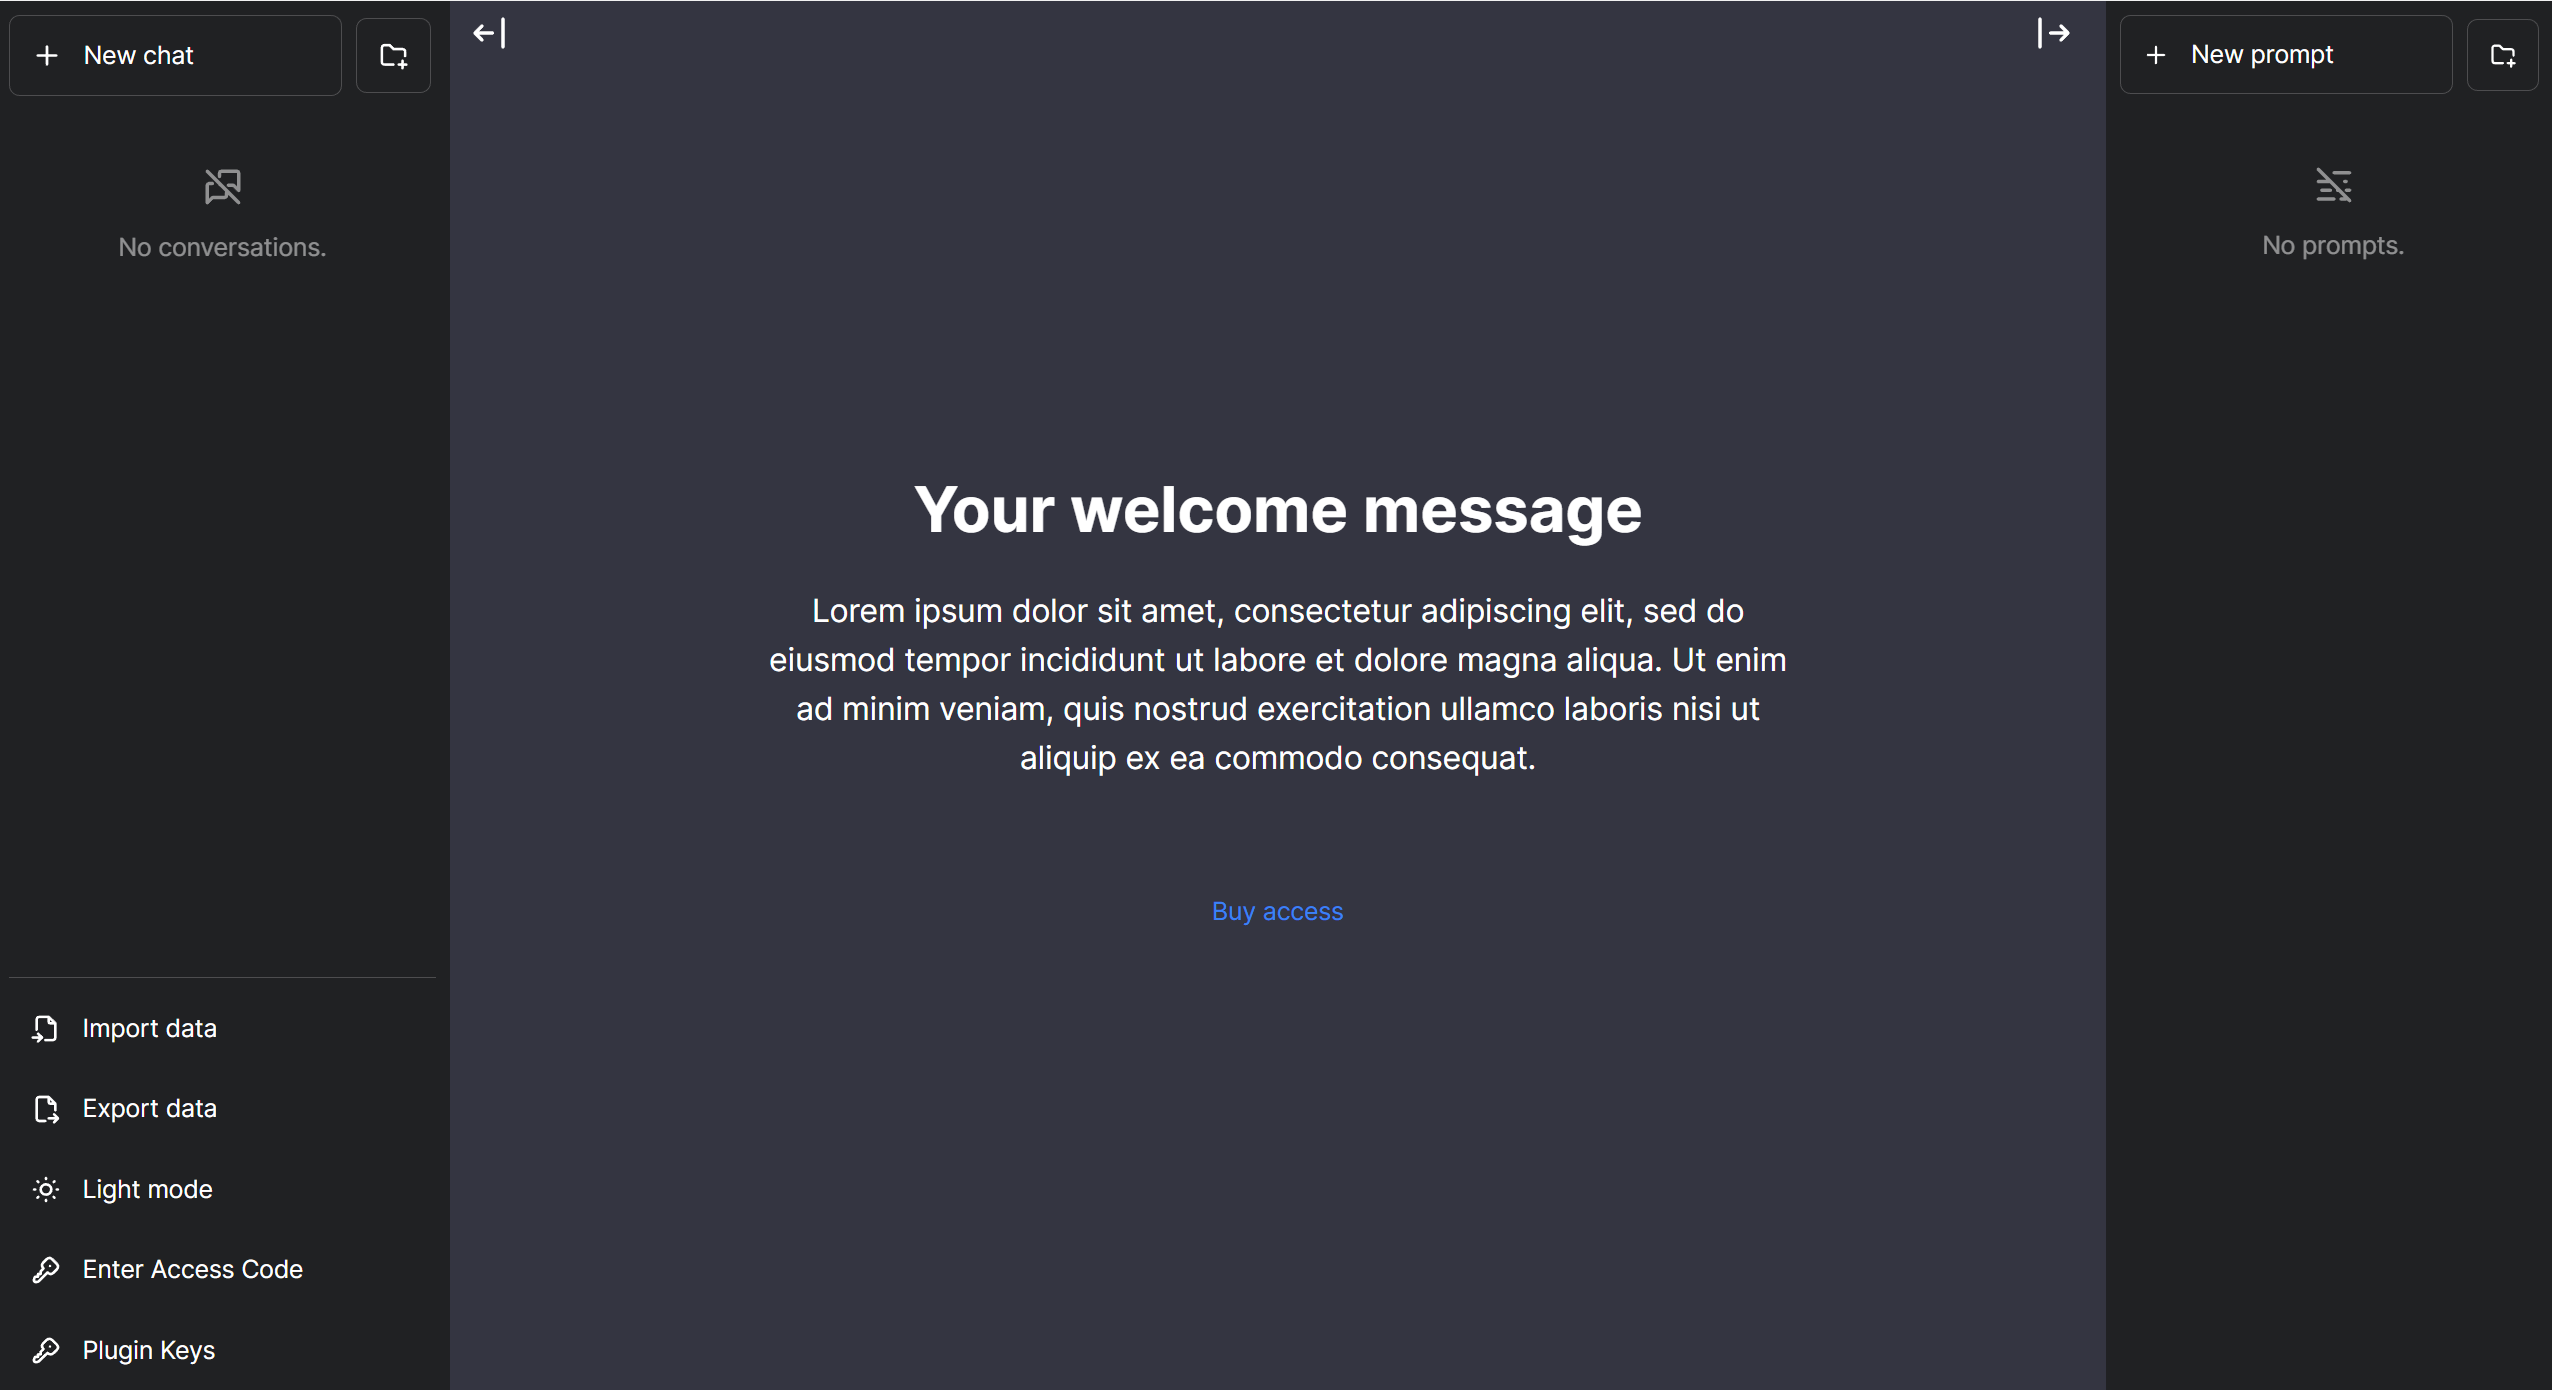 New chat
No conversations.
Import data
Export data
Light mode
Enter Access Code
Plugin Keys
Your welcome message
Lorem ipsum dolor sit amet, consectetur adipiscing elit, sed do
eiusmod tempor incididunt ut labore et dolore magna aliqua. Ut enim
ad minim veniam, quis nostrud exercitation ullamco laboris nisi ut
aliquip ex ea commodo consequat.
Buy access
New prompt
No prompts.